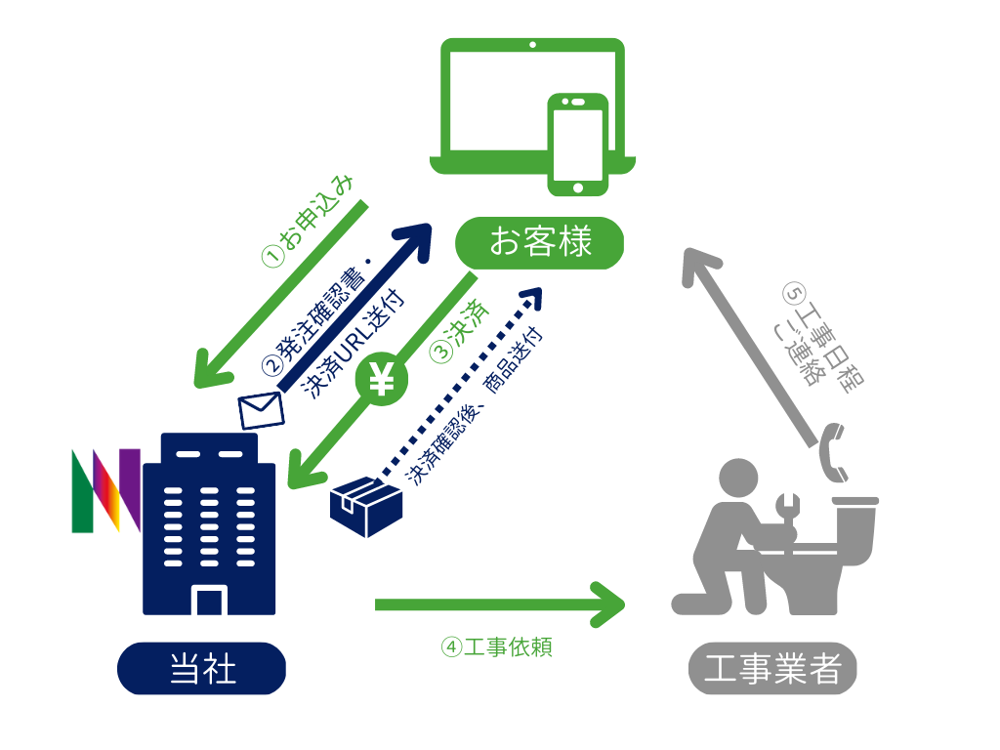 お客様
①お申込み
②発注確認書・
決済URL送付
③決済
¥
決済確認後、商品送付
⑤工事日程
ご連絡
④工事依頼
当社
工事業者